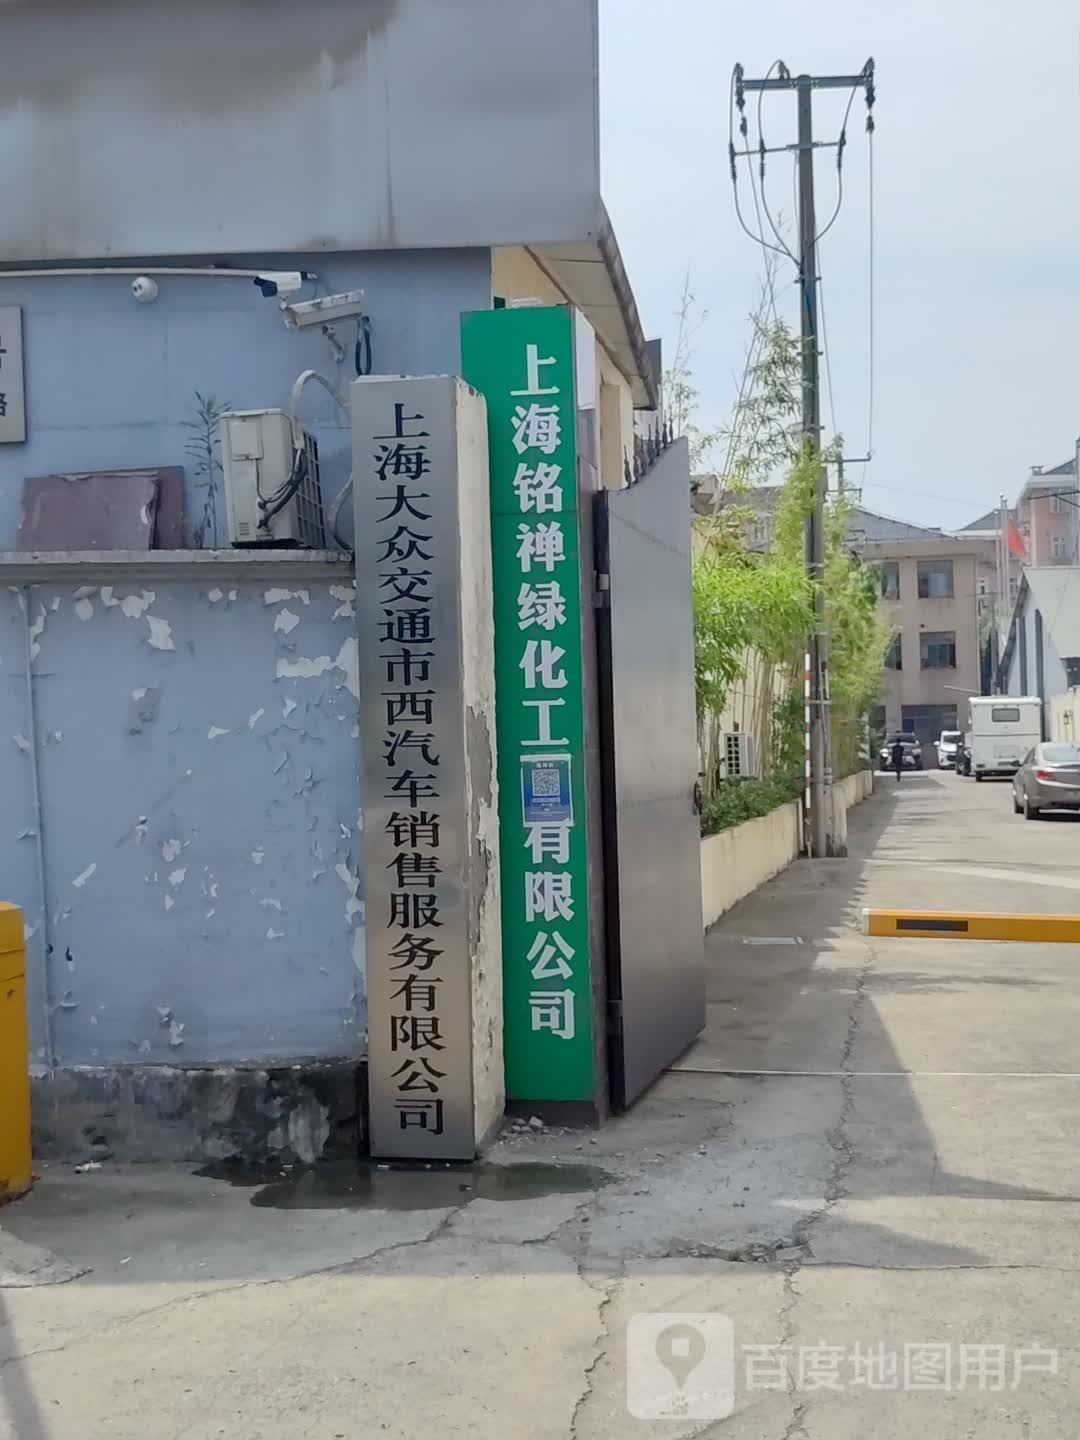 上海大众交通市西汽车销售服务有限公司
上海铭禅绿化工
有限公司
百度地图用户